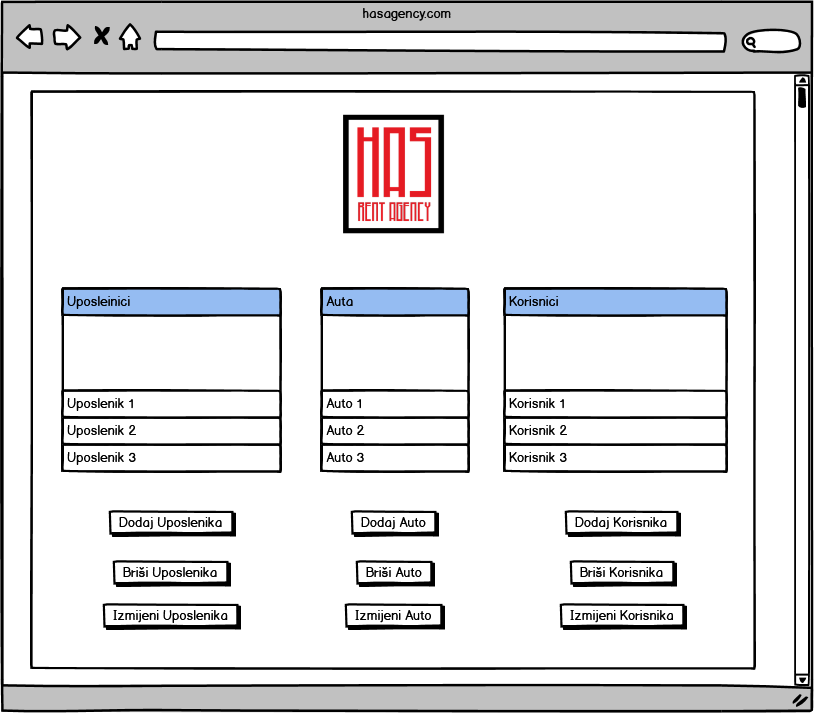 hasagency.com
HAS
RENT AGENCY
Uposleinici
Uposlenik 1
Uposlenik 2
Uposlenik 3
Auta
Auto 1
Auto 2
Auto 3
Korisnici
Korisnik 1
Korisnik 2
Korisnik 3
Dodaj Uposlenika
Dodaj Auto
Dodaj Korisnika
Briši Uposlenika
Briši Auto
Briši Korisnika
Izmijeni Uposlenika
Izmijeni Auto
Izmijeni Korisnika